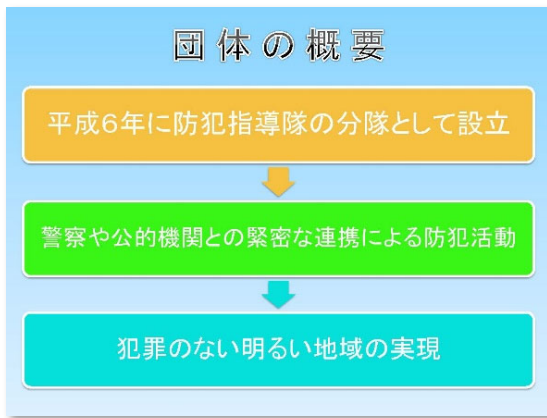 団体の概要
平成６年に防犯指導隊の分隊として設立
警察や公的機関との緊密な連携による防犯活動
犯罪のない明るい地域の実現